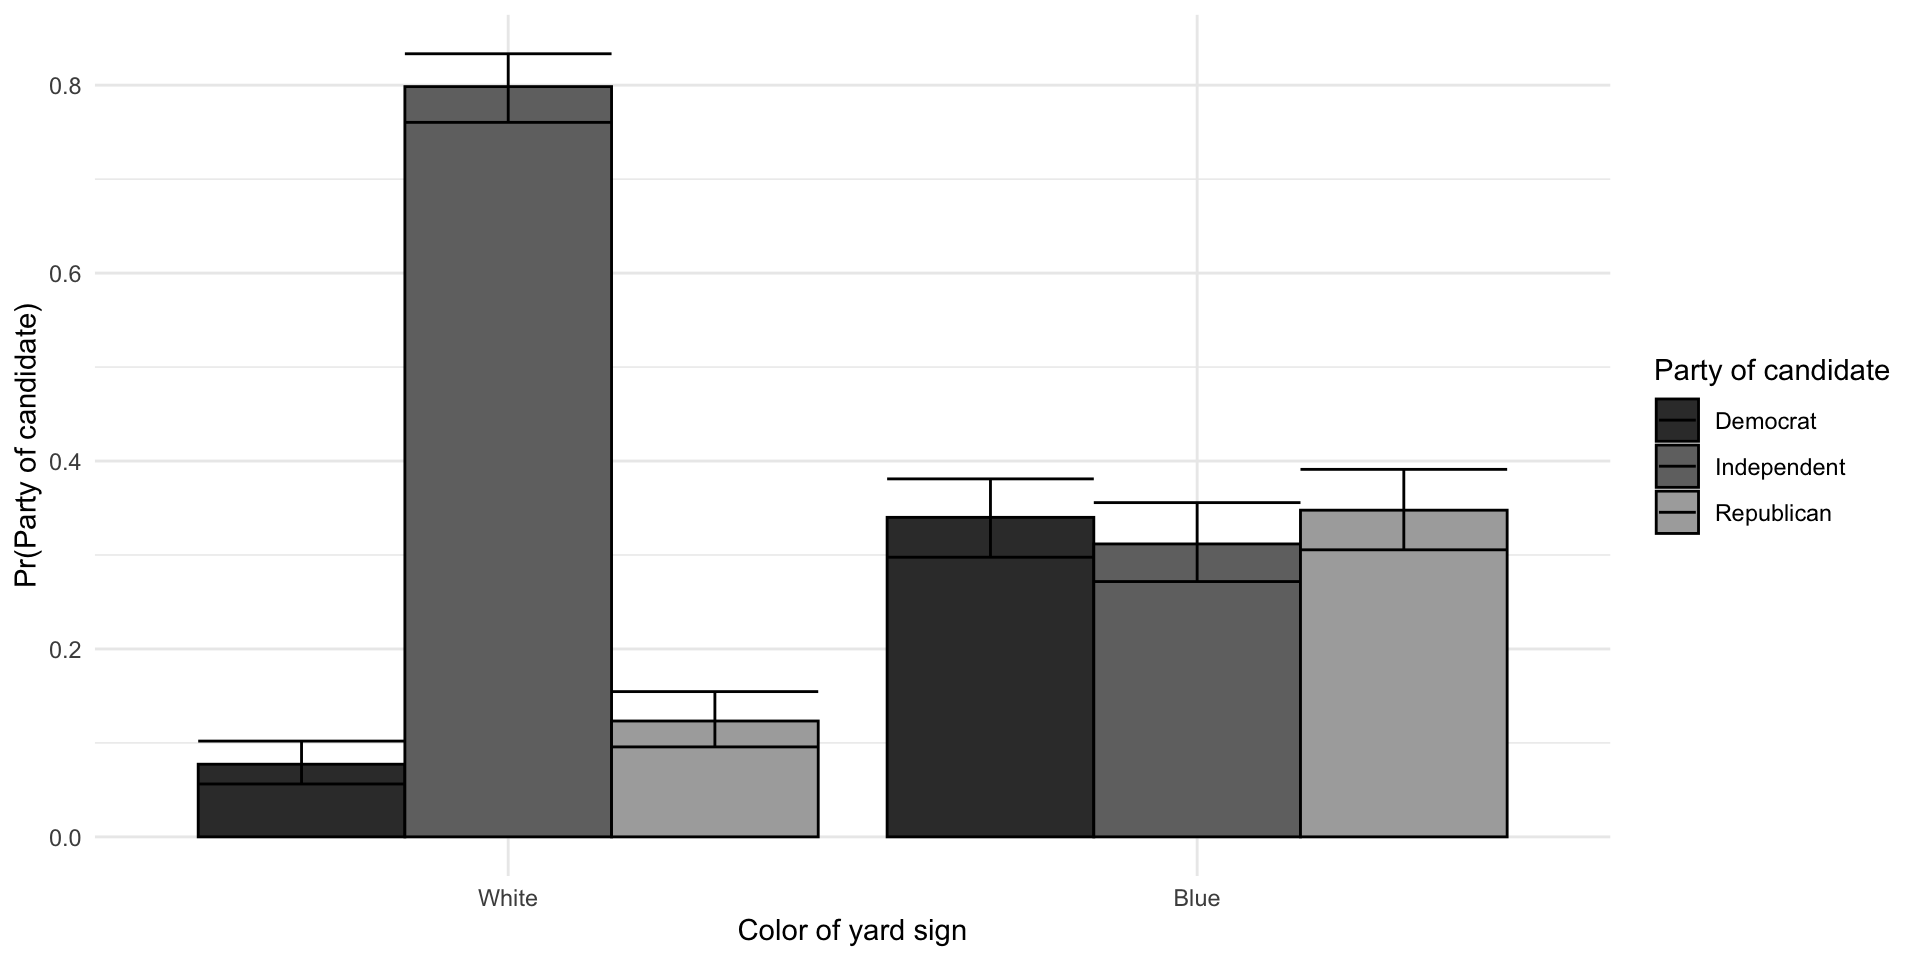 Pr(Party of candidate)
0.8
0.6
0.4
0.2
0.0
White
Blue
Color of yard sign
Party of candidate
Democrat
Independent
Republican